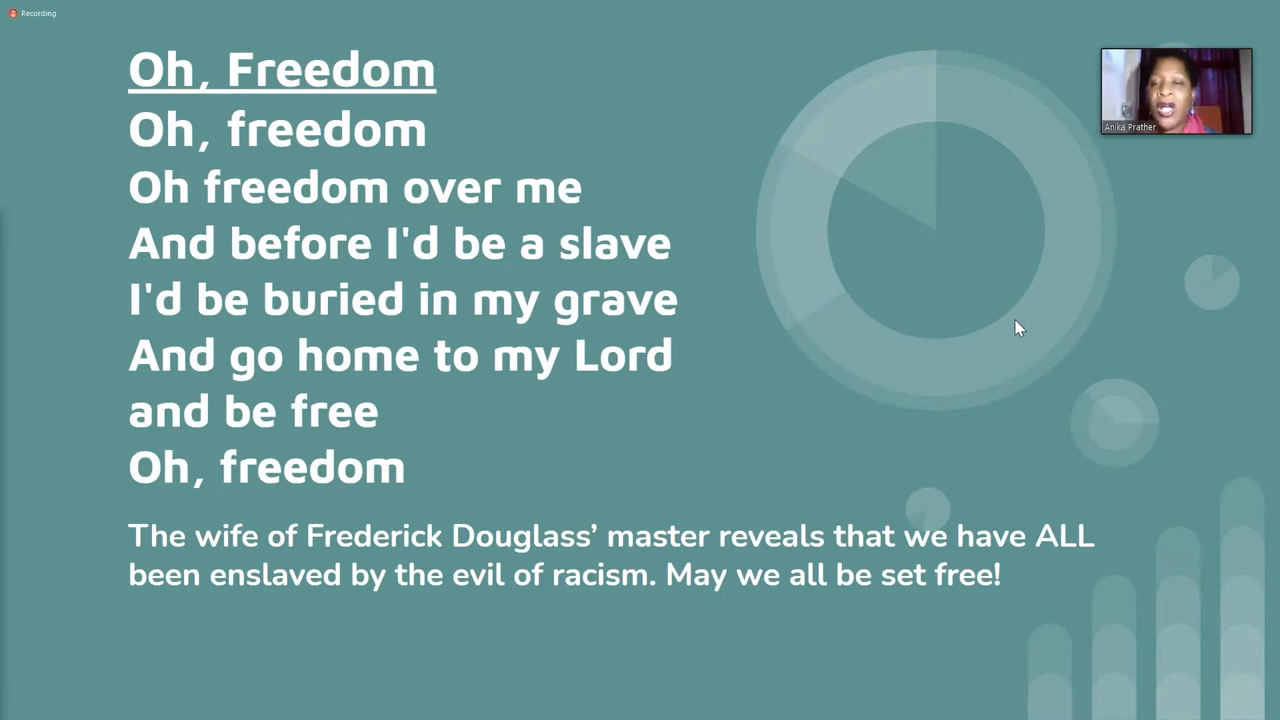 Recording
Oh, Freedom
Oh, freedom
Oh freedom over me
And before I'd be a slave
I'd be buried in my grave
And go home to my Lord
and be free
Oh, freedom
The wife of Frederick Douglass’ master reveals that we have ALL
been enslaved by the evil of racism. May we all be set free!
Anika Prather